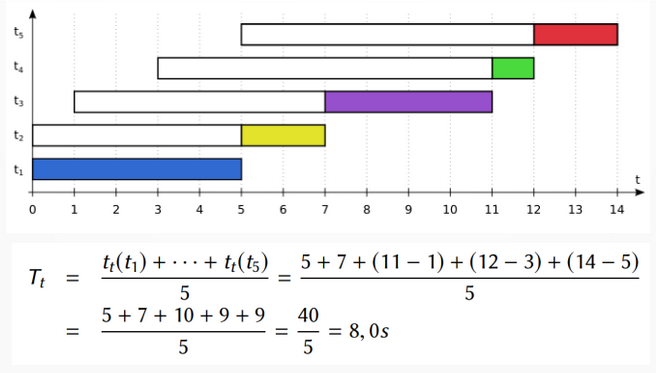 t₅
t₄
t₃
t₂
t₁
t
0 1 2 3 4 5 6 7 8 9 10 11 12 13 14
Tₜ = (tₜ(t₁) + · · · + tₜ(t₅)) / 5 = (5 + 7 + (11 − 1) + (12 − 3) + (14 − 5)) / 5
= (5 + 7 + 10 + 9 + 9) / 5 = 40 / 5 = 8, 0s